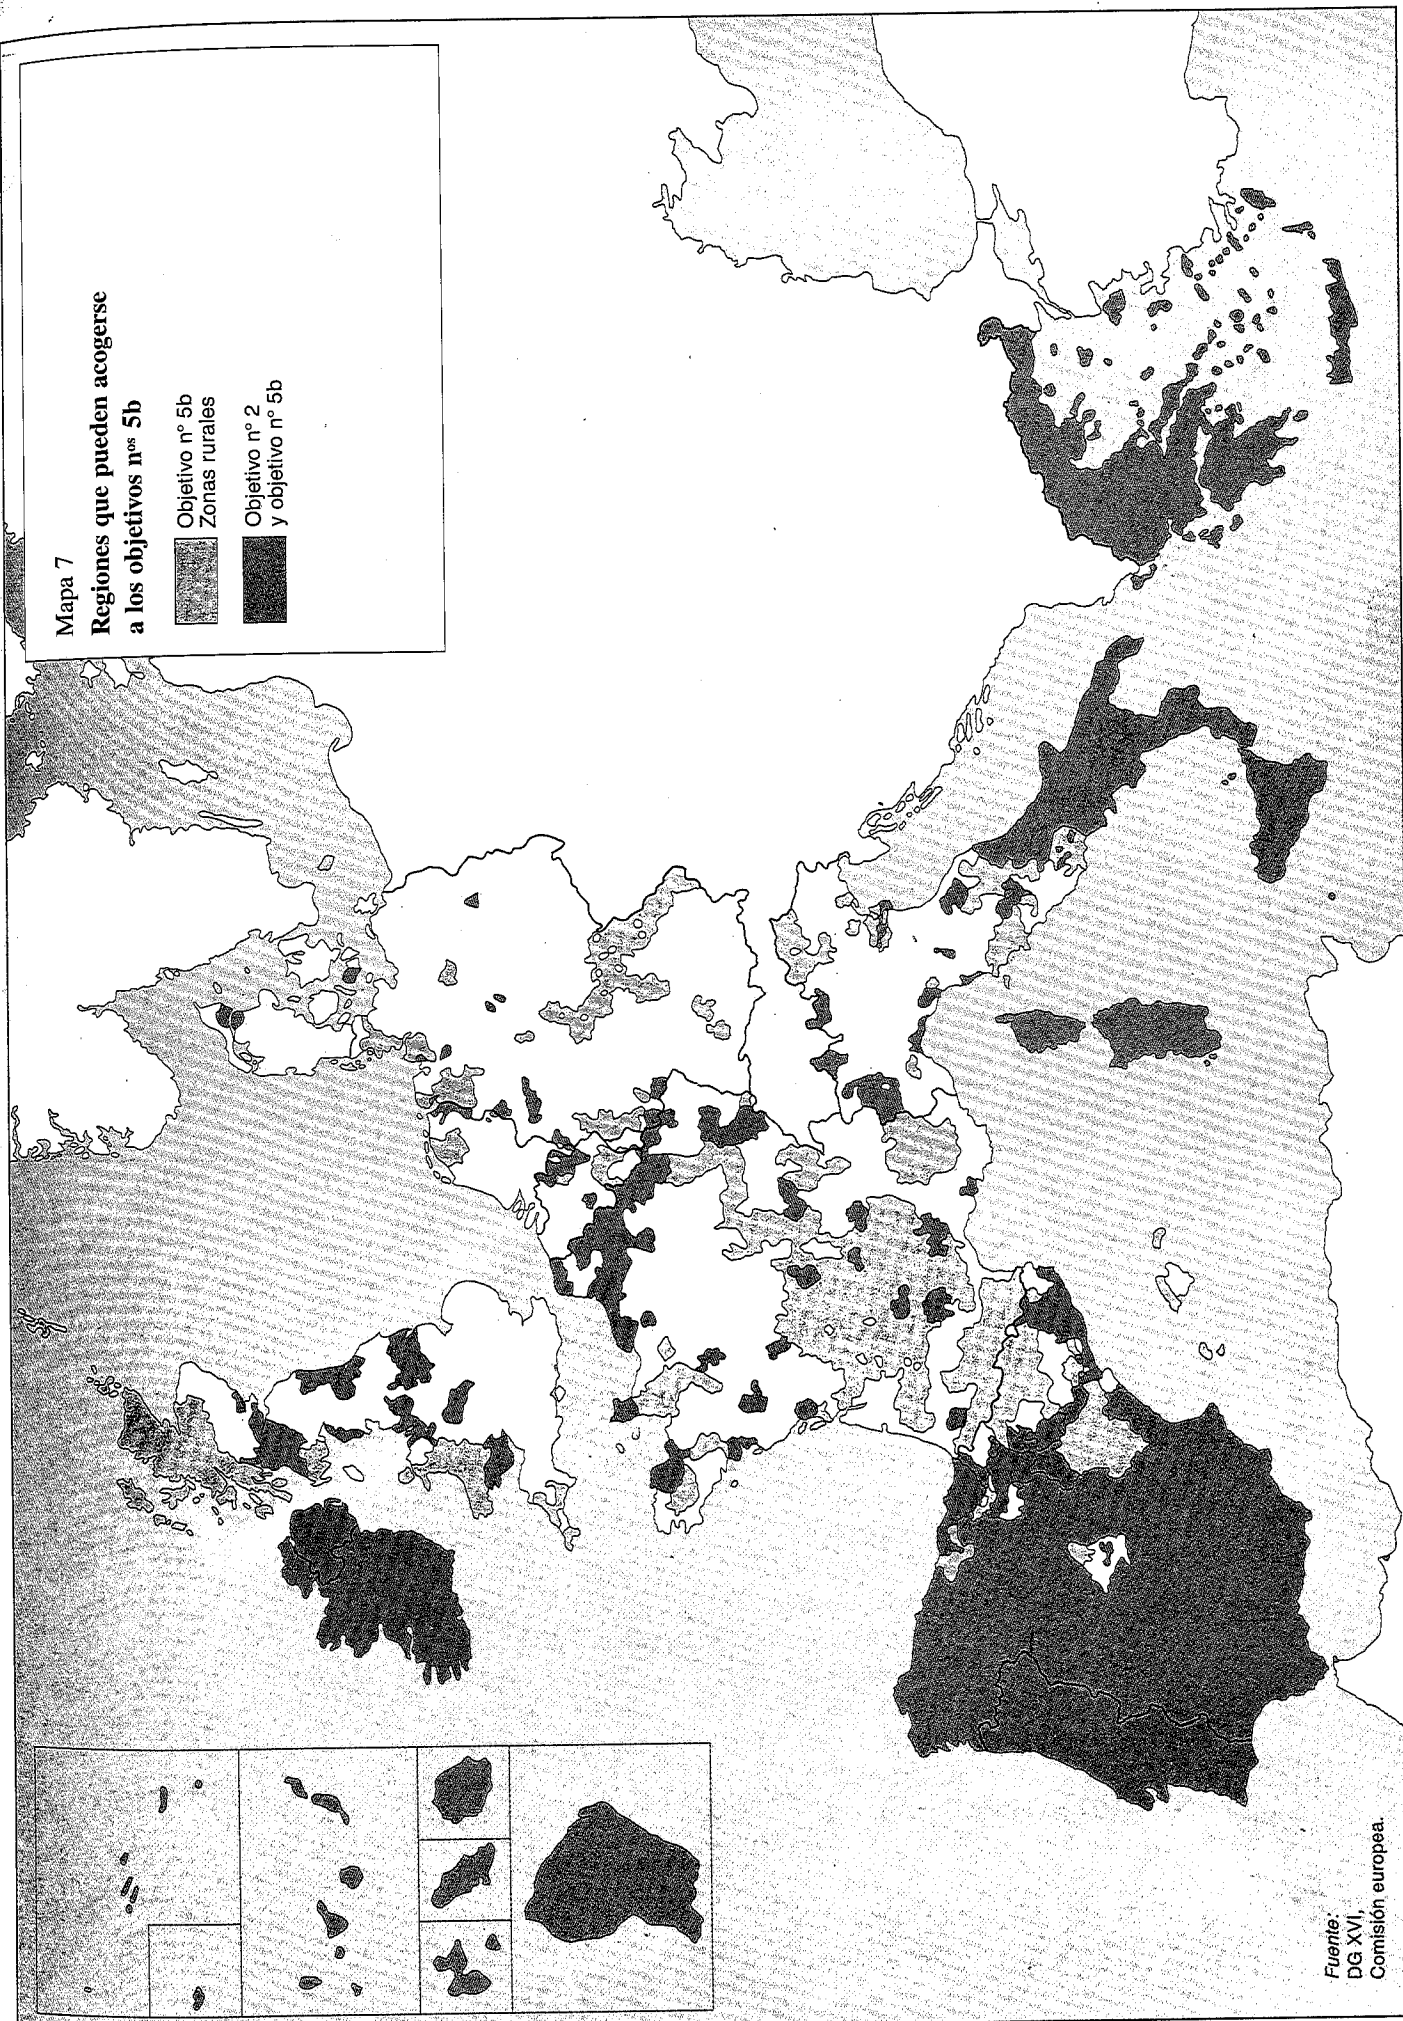 Mapa 7
Regiones que pueden acogerse
a los objetivos nᵒˢ 5b
Objetivo n° 5b
Zonas rurales
Objetivo n° 2
y objetivo n° 5b
Fuente:
DG XVI,
Comisión europea.